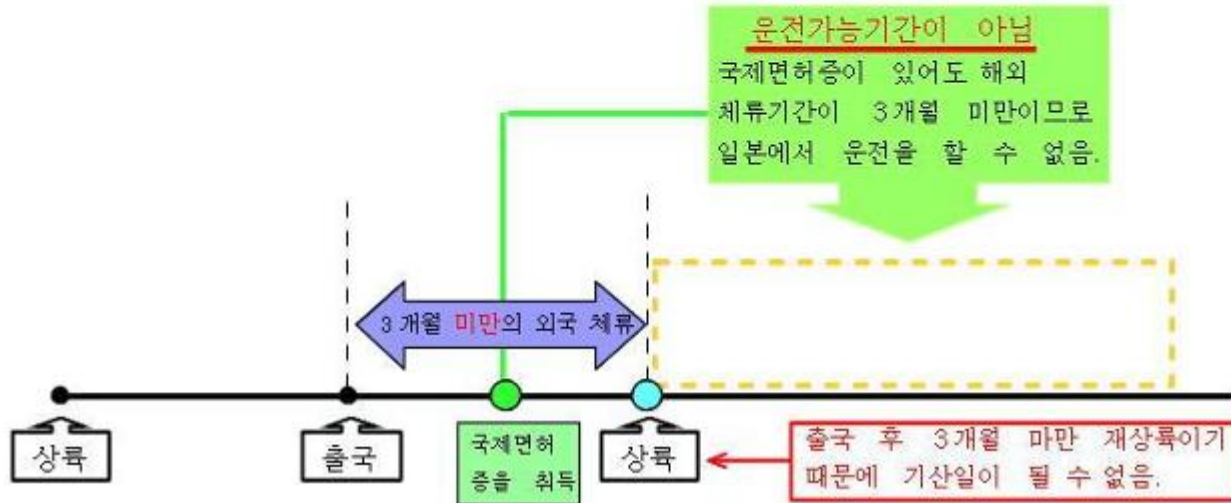 운전가능기간이 아님
국제면허증이 있어도 해외
체류기간이 3개월 미만이므로
일본에서 운전을 할 수 없음.
3개월 미만의 외국 체류
상륙
출국
국제면허
증을 취득
상륙
출국 후 3개월 마만 재상륙이기
때문에 기산일이 될 수 없음.